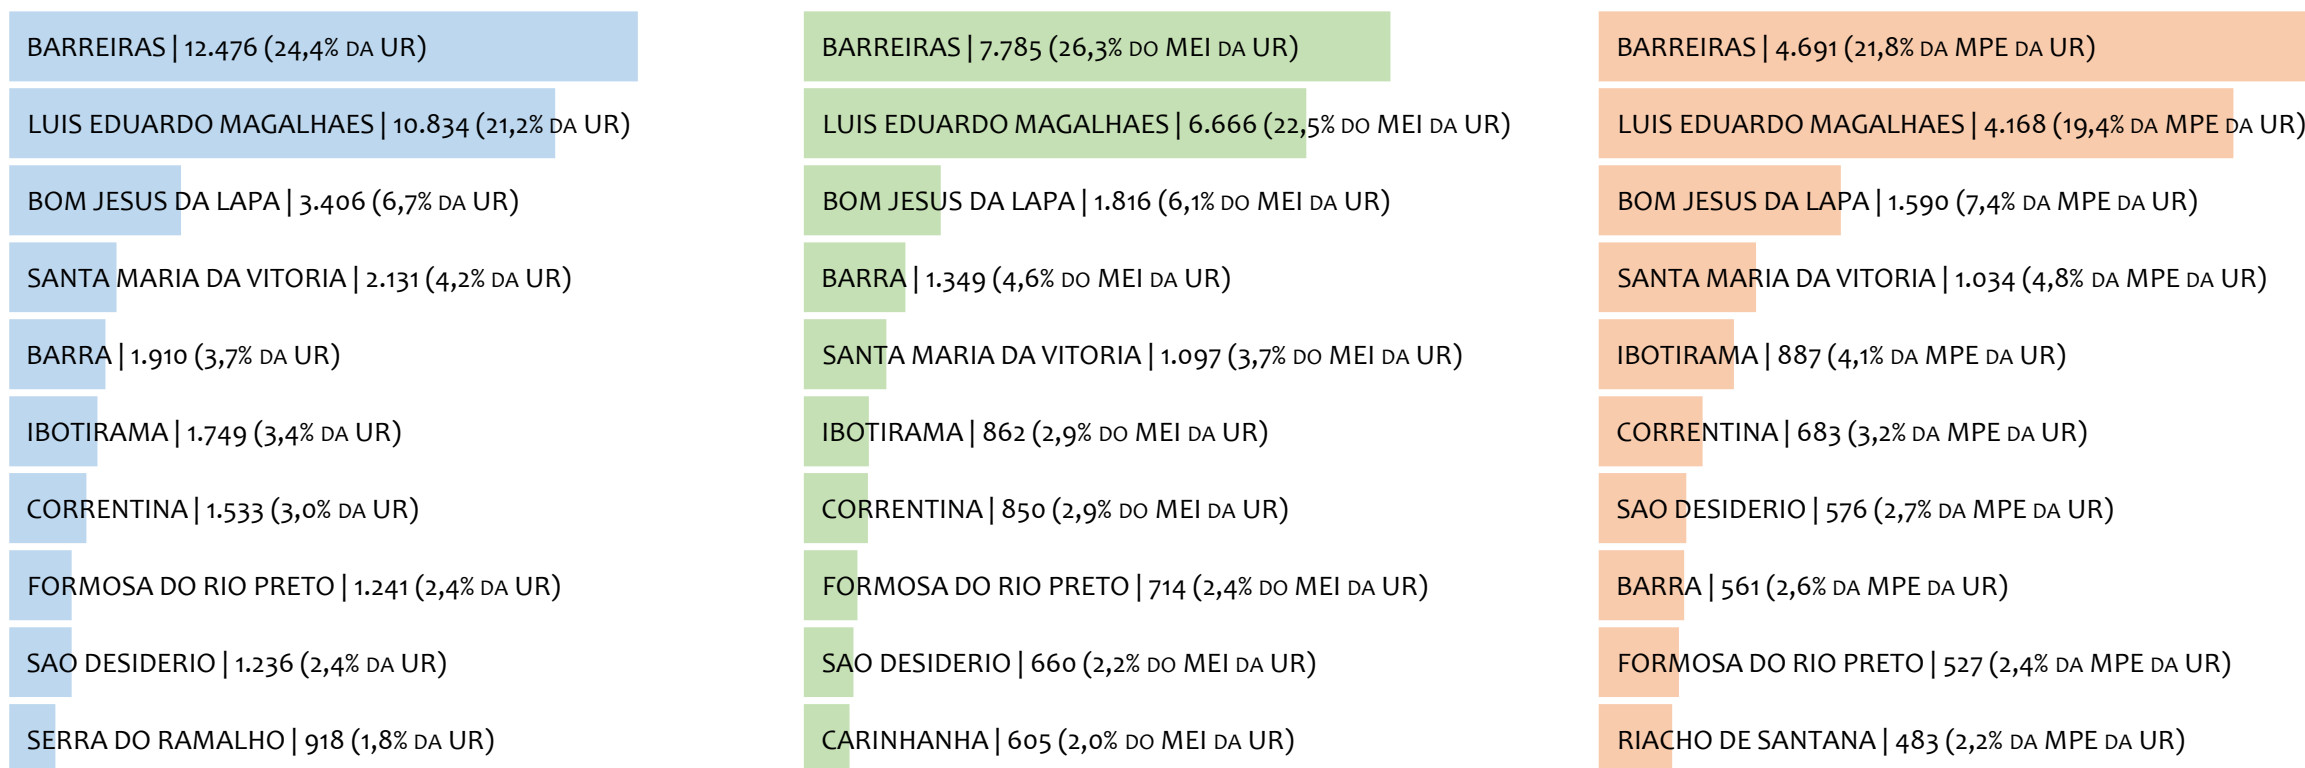 BARREIRAS | 12.476 (24,4% DA UR)
LUIS EDUARDO MAGALHAES | 10.834 (21,2% DA UR)
BOM JESUS DA LAPA | 3.406 (6,7% DA UR)
SANTA MARIA DA VITORIA | 2.131 (4,2% DA UR)
BARRA | 1.910 (3,7% DA UR)
IBOTIRAMA | 1.749 (3,4% DA UR)
CORRENTINA | 1.533 (3,0% DA UR)
FORMOSA DO RIO PRETO | 1.241 (2,4% DA UR)
SAO DESIDERIO | 1.236 (2,4% DA UR)
SERRA DO RAMALHO | 918 (1,8% DA UR)
BARREIRAS | 7.785 (26,3% DO MEI DA UR)
LUIS EDUARDO MAGALHAES | 6.666 (22,5% DO MEI DA UR)
BOM JESUS DA LAPA | 1.816 (6,1% DO MEI DA UR)
BARRA | 1.349 (4,6% DO MEI DA UR)
SANTA MARIA DA VITORIA | 1.097 (3,7% DO MEI DA UR)
IBOTIRAMA | 862 (2,9% DO MEI DA UR)
CORRENTINA | 850 (2,9% DO MEI DA UR)
FORMOSA DO RIO PRETO | 714 (2,4% DO MEI DA UR)
SAO DESIDERIO | 660 (2,2% DO MEI DA UR)
CARINHANHA | 605 (2,0% DO MEI DA UR)
BARREIRAS | 4.691 (21,8% DA MPE DA UR)
LUIS EDUARDO MAGALHAES | 4.168 (19,4% DA MPE DA UR)
BOM JESUS DA LAPA | 1.590 (7,4% DA MPE DA UR)
SANTA MARIA DA VITORIA | 1.034 (4,8% DA MPE DA UR)
IBOTIRAMA | 887 (4,1% DA MPE DA UR)
CORRENTINA | 683 (3,2% DA MPE DA UR)
SAO DESIDERIO | 576 (2,7% DA MPE DA UR)
BARRA | 561 (2,6% DA MPE DA UR)
FORMOSA DO RIO PRETO | 527 (2,4% DA MPE DA UR)
RIACHO DE SANTANA | 483 (2,2% DA MPE DA UR)